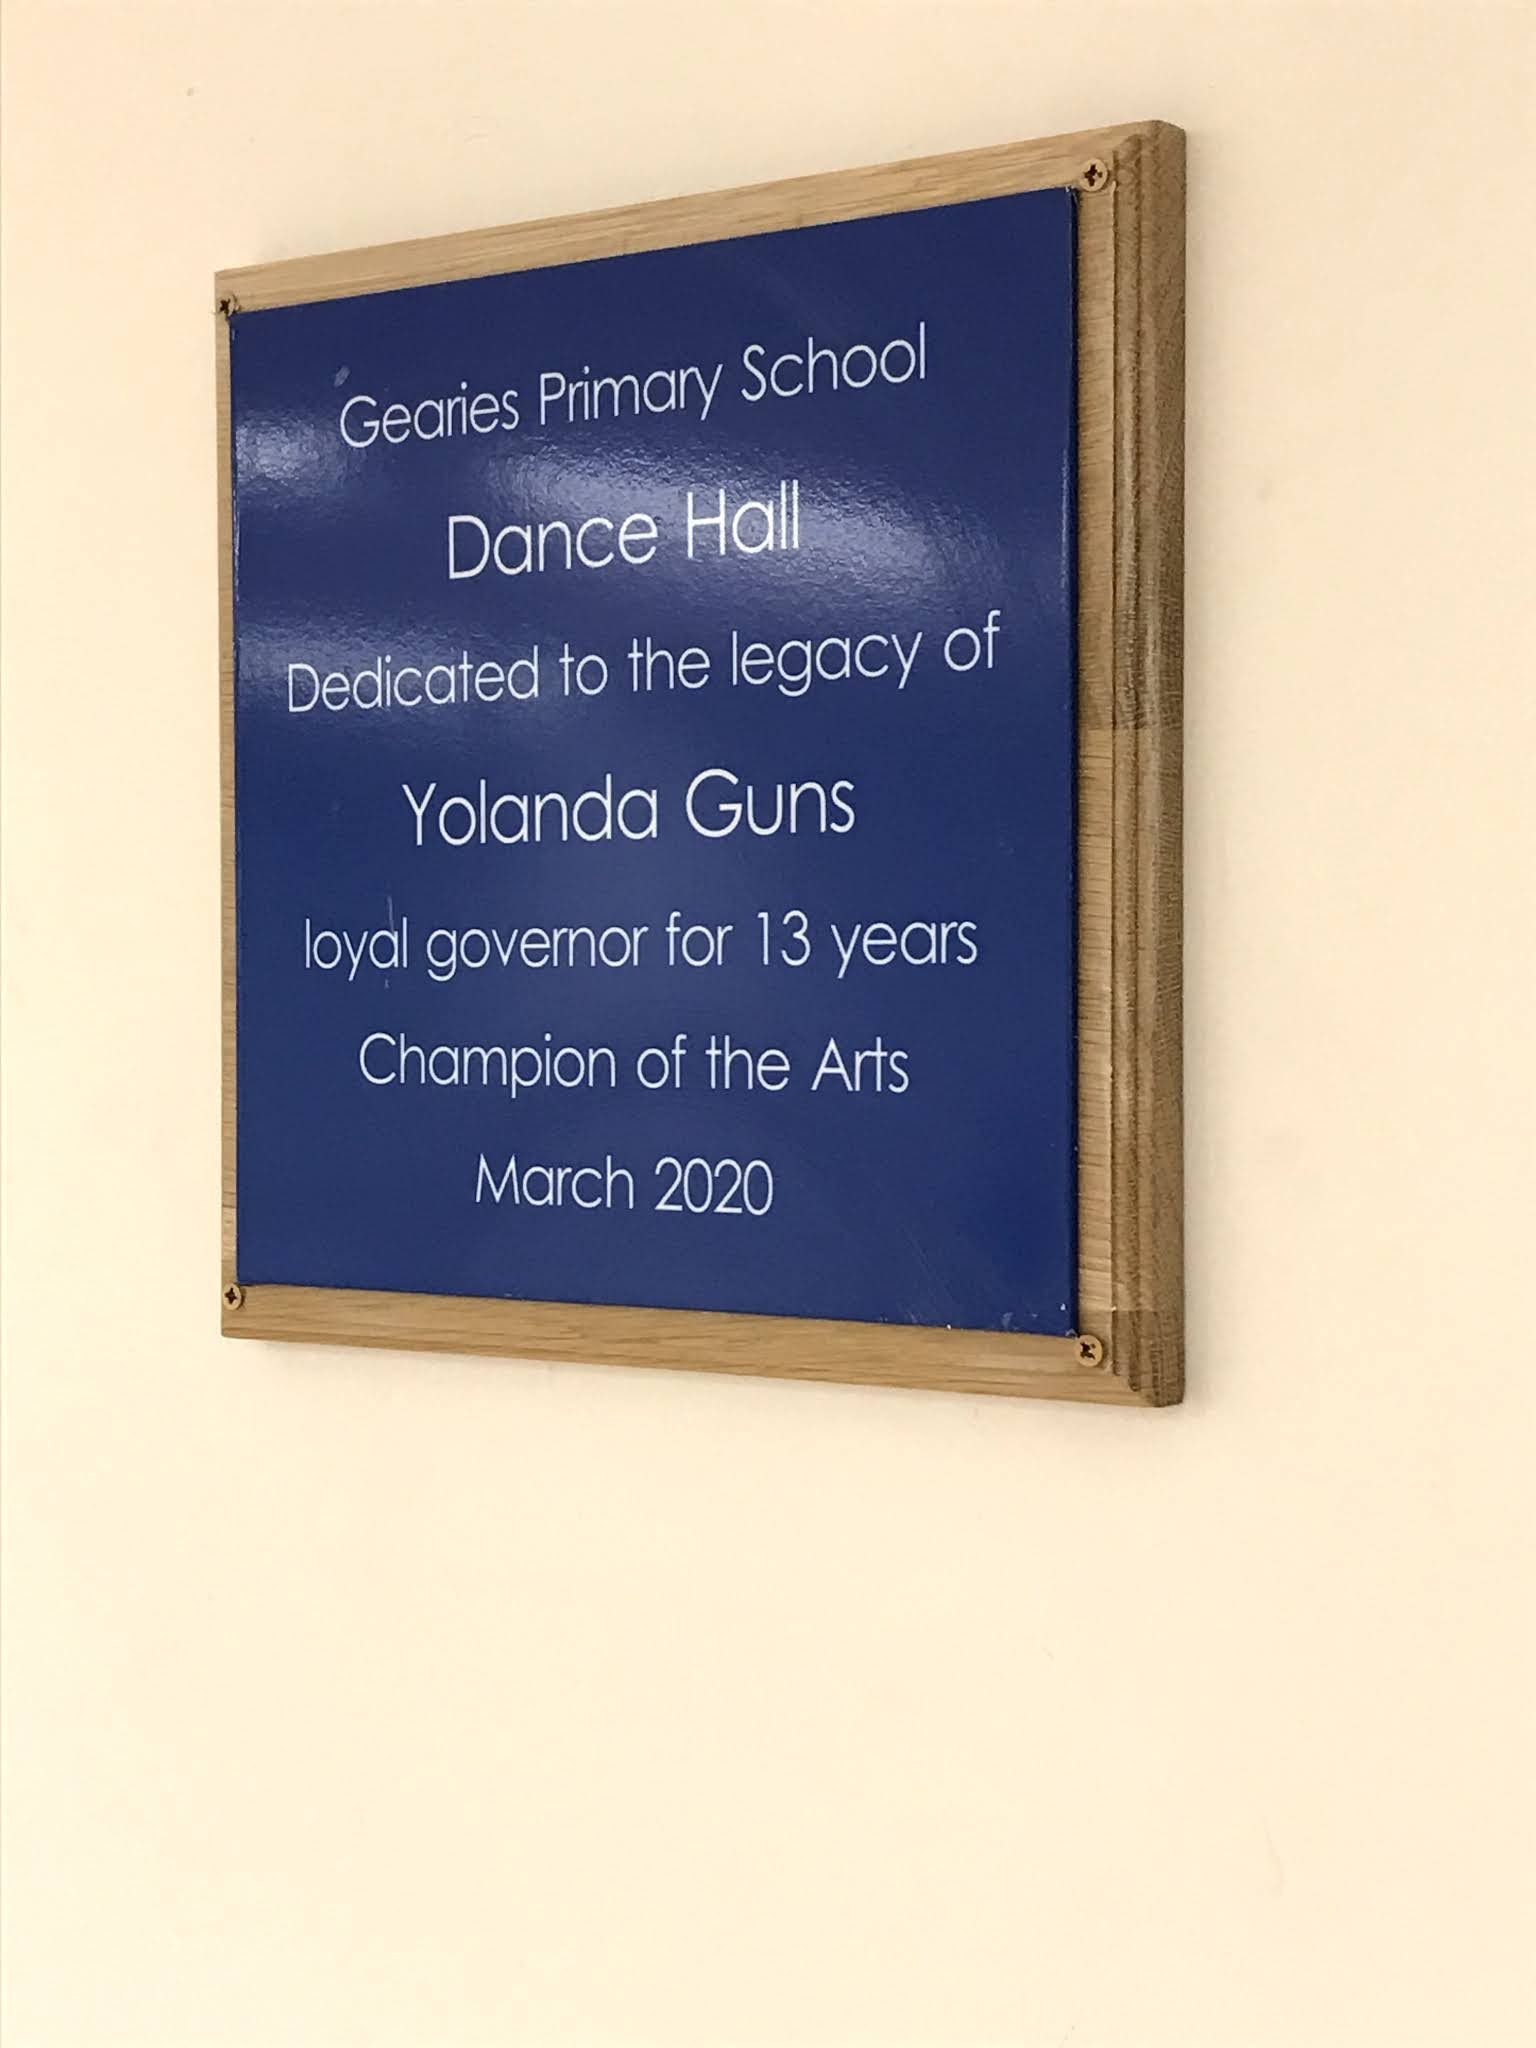 Gearies Primary School
Dance Hall
Dedicated to the legacy of
Yolanda Guns
loyal governor for 13 years
Champion of the Arts
March 2020